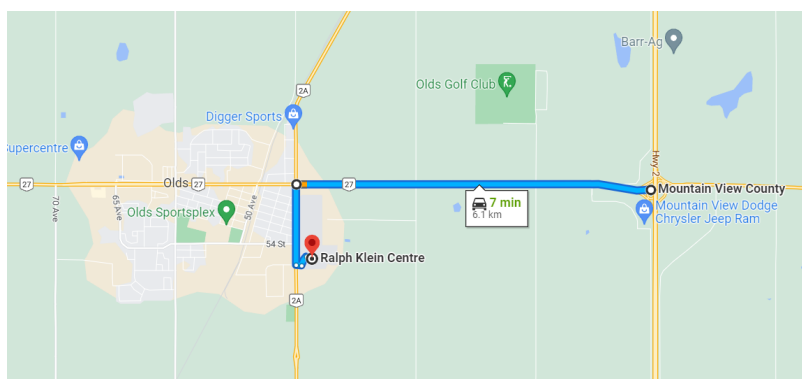 Barr-Ag
2A
Olds Golf Club
Digger Sports
Supercentre
27
Olds
27
27
Hwy 2
Mountain View County
7 min
6.1 km
Mountain View Dodge
Chrysler Jeep Ram
70 Ave
65 Ave
50 Ave
Olds Sportsplex
54 St
Ralph Klein Centre
2A